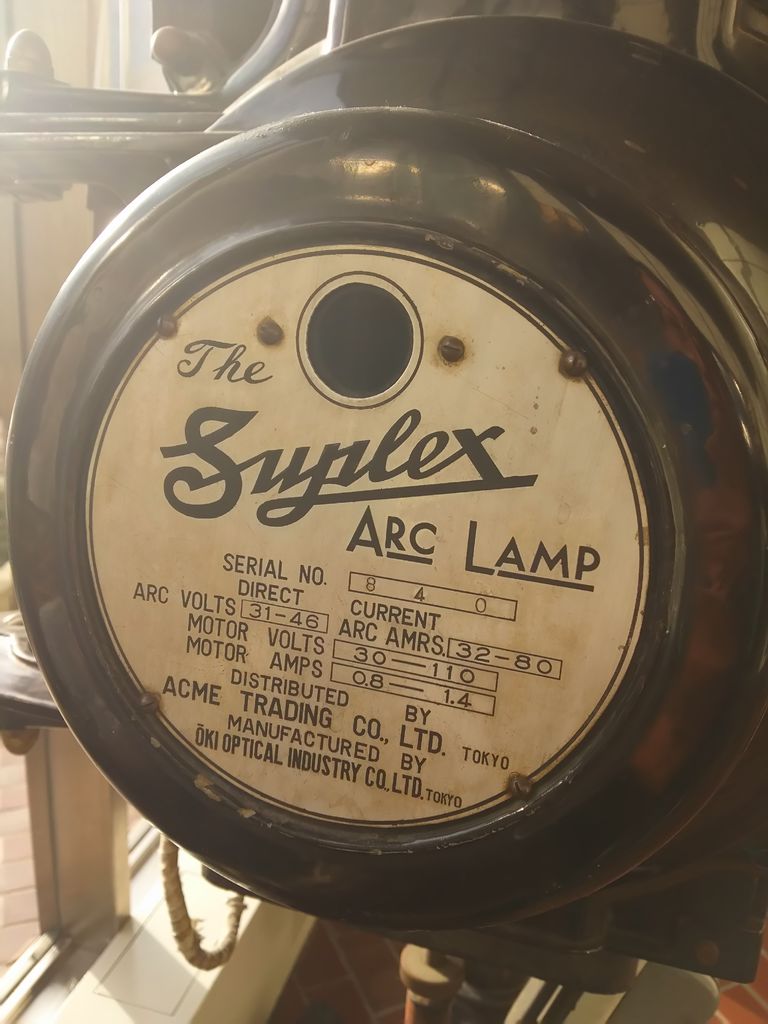 The
Suplex
ARC LAMP
SERIAL NO. 8 4 0
DIRECT CURRENT
ARC VOLTS 31-46 ARC AMRS. 32-80
MOTOR VOLTS 30—110
MOTOR AMPS 0.8— 1.4
DISTRIBUTED BY
ACME TRADING CO., LTD. TOKYO
MANUFACTURED BY
ŌKI OPTICAL INDUSTRY CO., LTD. TOKYO